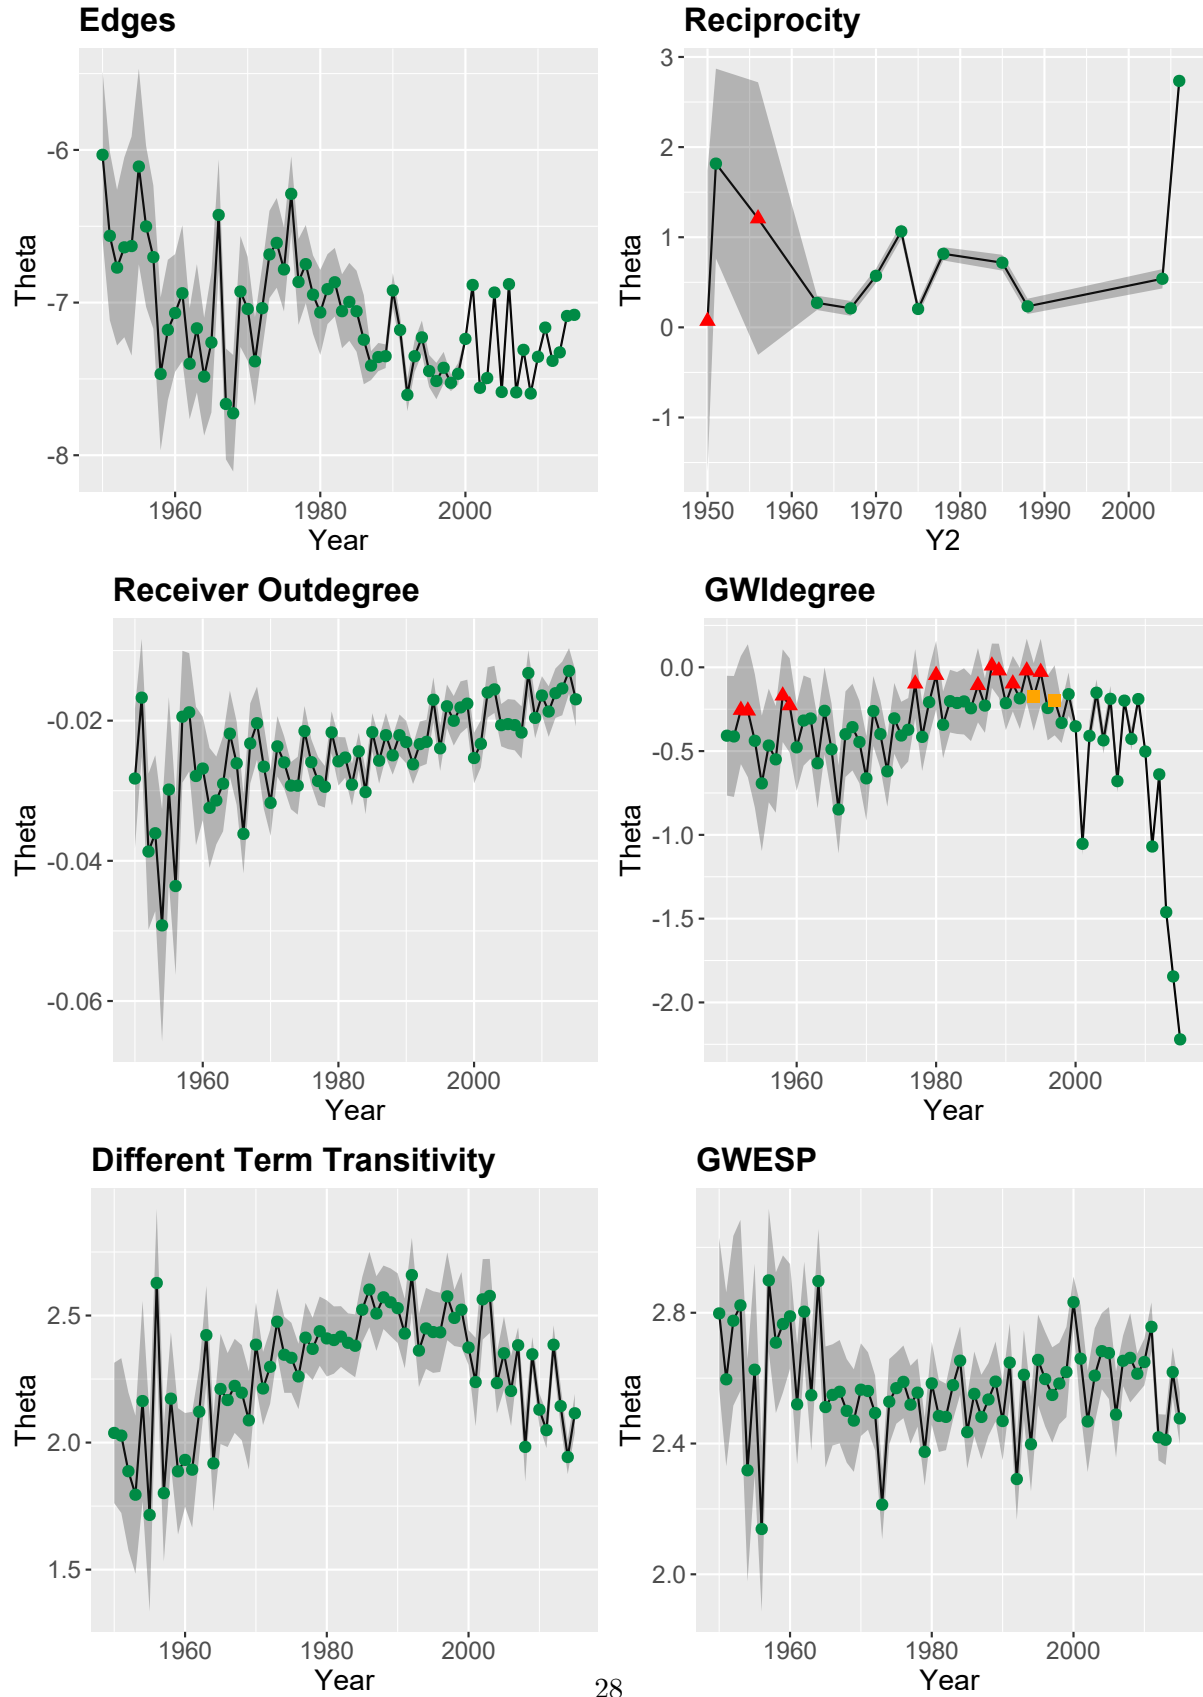 Edges
Reciprocity
-6
-7
-8
Theta
1960
1980
2000
Year
3
2
1
0
-1
Theta
1950
1960
1970
1980
1990
2000
Y2
Receiver Outdegree
GWIdegree
-0.02
-0.04
-0.06
Theta
1960
1980
2000
Year
0.0
-0.5
-1.0
-1.5
-2.0
Theta
1960
1980
2000
Year
Different Term Transitivity
GWESP
2.5
2.0
1.5
Theta
1960
1980
2000
Year
2.8
2.4
2.0
Theta
1960
1980
2000
Year
28